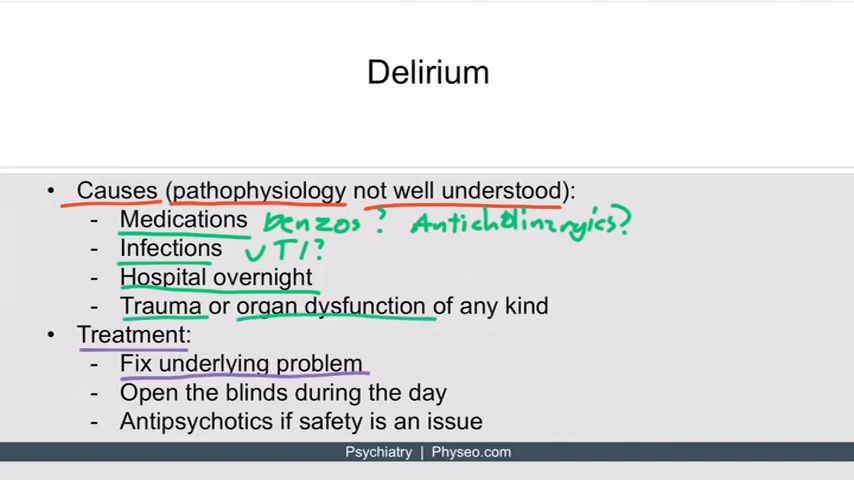 Delirium
• Causes (pathophysiology not well understood):
- Medications benzos? Anticholinergics?
- Infections UTI?
- Hospital overnight
- Trauma or organ dysfunction of any kind
• Treatment:
- Fix underlying problem
- Open the blinds during the day
- Antipsychotics if safety is an issue
Psychiatry | Physeo.com